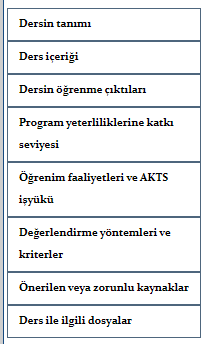 Dersin tanımı
Ders içeriği
Dersin öğrenme çıktıları
Program yeterliliklerine katkı
seviyesi
Öğrenim faaliyetleri ve AKTS
işyükü
Değerlendirme yöntemleri ve
kriterler
Önerilen veya zorunlu kaynaklar
Ders ile ilgili dosyalar